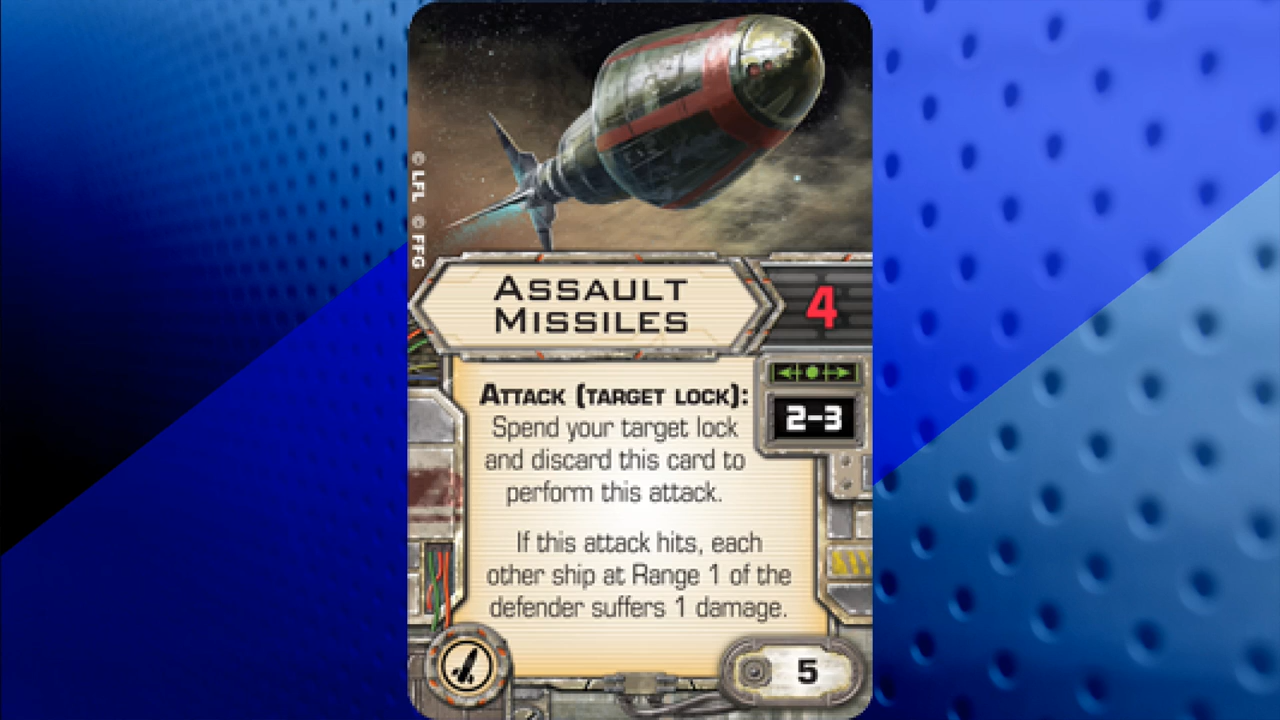 © LFL © FFG
ASSAULT
MISSILES
4
ATTACK (TARGET LOCK):
2-3
Spend your target lock
and discard this card to
perform this attack.
If this attack hits, each
other ship at Range 1 of the
defender suffers 1 damage.
5